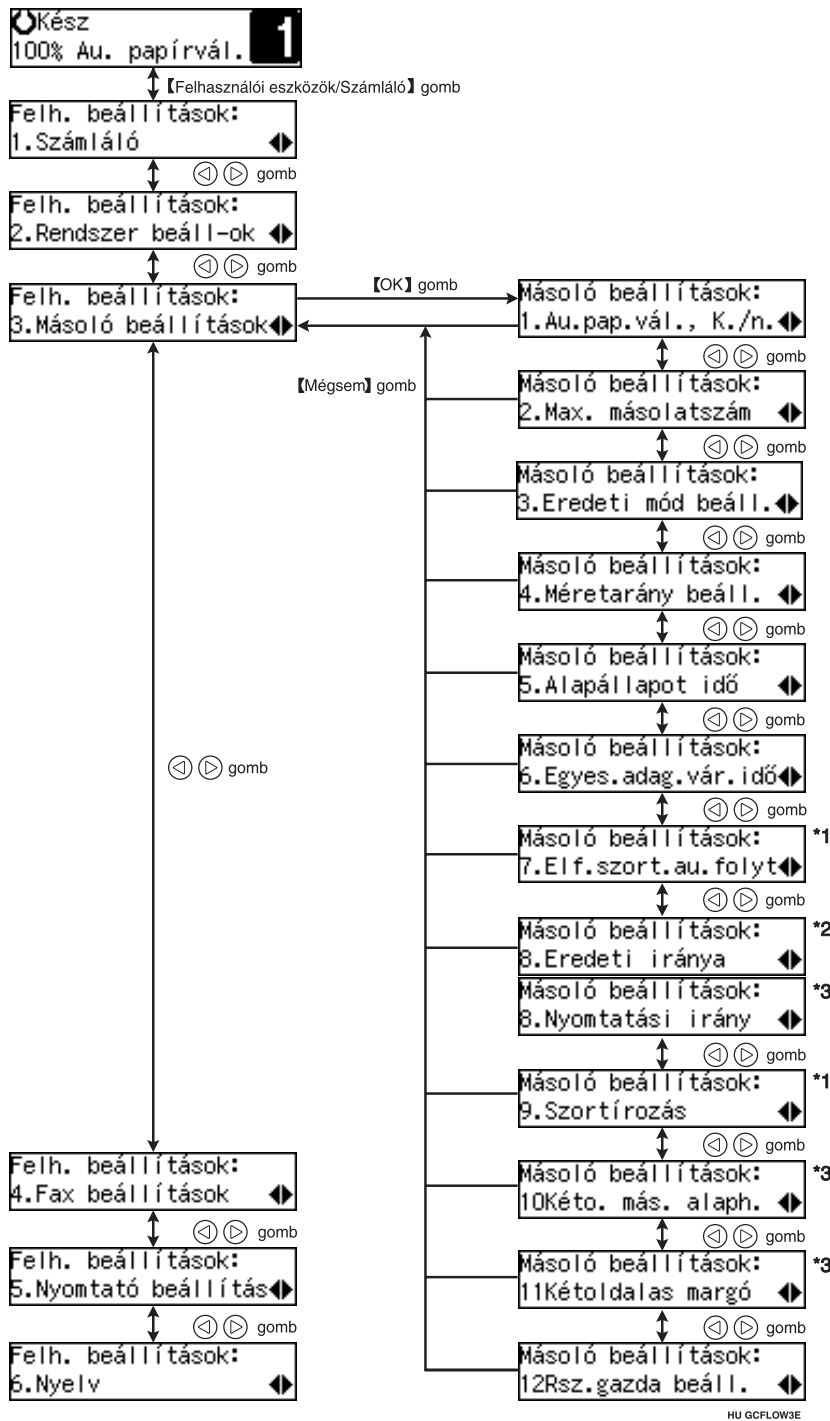 Kész
100% Au. papírvál.
1
【Felhasználói eszközök/Számláló】 gomb
Felh. beállítások:
1.Számláló
gomb
Felh. beállítások:
2.Rendszer beáll-ok
gomb
Felh. beállítások:
3.Másoló beállítások
【OK】 gomb
【Mégsem】 gomb
gomb
Felh. beállítások:
4.Fax beállítások
gomb
Felh. beállítások:
5.Nyomtató beállítás
gomb
Felh. beállítások:
6.Nyelv
Másoló beállítások:
1.Au.pap.vál., K./n.
gomb
Másoló beállítások:
2.Max. másolatszám
gomb
Másoló beállítások:
3.Eredeti mód beáll.
gomb
Másoló beállítások:
4.Méretarány beáll.
gomb
Másoló beállítások:
5.Alapállapot idő
gomb
Másoló beállítások:
6.Egyes.adag.vár.idő
gomb
Másoló beállítások: *1
7.Elf.szort.au.folyt
gomb
Másoló beállítások: *2
8.Eredeti iránya
Másoló beállítások: *3
8.Nyomtatási irány
gomb
Másoló beállítások: *1
9.Szortírozás
gomb
Másoló beállítások: *3
10Kéto. más. alaph.
gomb
Másoló beállítások: *3
11Kétoldalas margó
gomb
Másoló beállítások:
12Rsz.gazda beáll.
HU GCFLOW3E